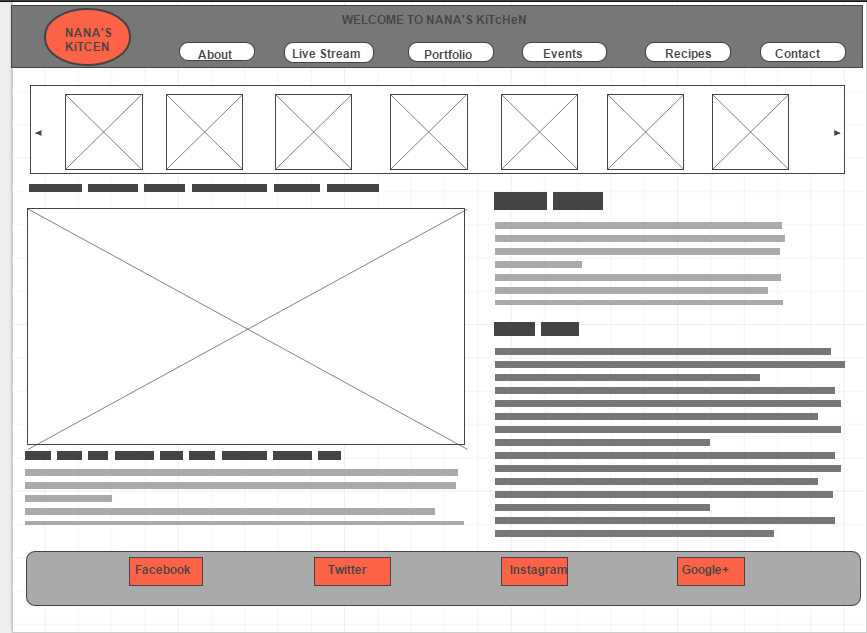 WELCOME TO NANA'S KiTcHeN
NANA'S
KiTCEN
About
Live Stream
Portfolio
Events
Recipes
Contact
Facebook
Twitter
Instagram
Google+